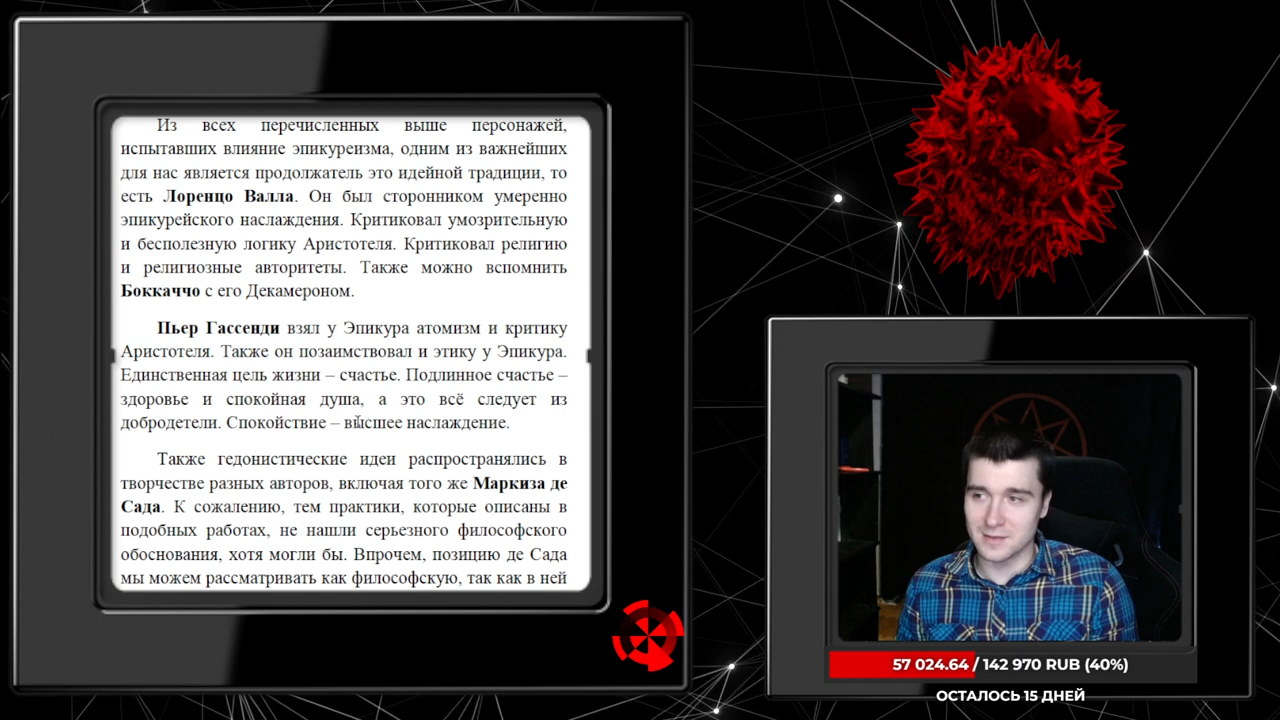 Из всех перечисленных выше персонажей,
испытавших влияние эпикуреизма, одним из важнейших
для нас является продолжатель это идейной традиции, то
есть Лоренцо Валла. Он был сторонником умеренно
эпикурейского наслаждения. Критиковал умозрительную
и бесполезную логику Аристотеля. Критиковал религию
и религиозные авторитеты. Также можно вспомнить
Боккаччо с его Декамероном.
Пьер Гассенди взял у Эпикура атомизм и критику
Аристотеля. Также он позаимствовал и этику у Эпикура.
Единственная цель жизни – счастье. Подлинное счастье –
здоровье и спокойная душа, а это всё следует из
добродетели. Спокойствие – высшее наслаждение.
Также гедонистические идеи распространялись в
творчестве разных авторов, включая того же Маркиза де
Сада. К сожалению, тем практики, которые описаны в
подобных работах, не нашли серьезного философского
обоснования, хотя могли бы. Впрочем, позицию де Сада
мы можем рассматривать как философскую, так как в ней
57 024.64 / 142 970 RUB (40%)
ОСТАЛОСЬ 15 ДНЕЙ